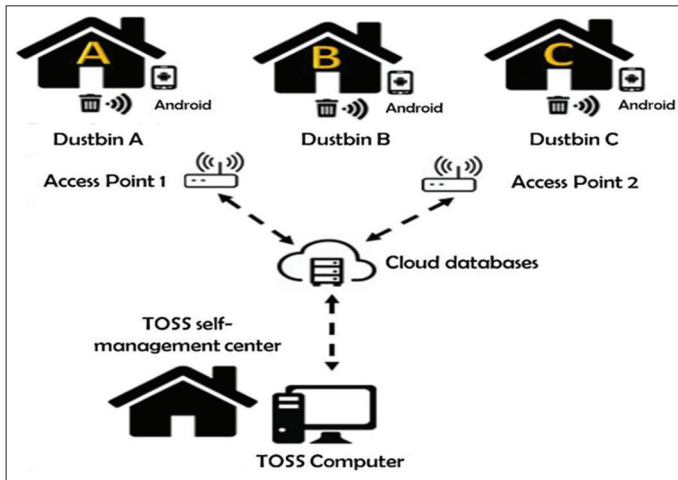 A
B
C
Android
Android
Android
Dustbin A
Dustbin B
Dustbin C
Access Point 1
Access Point 2
Cloud databases
TOSS self-
management center
TOSS Computer